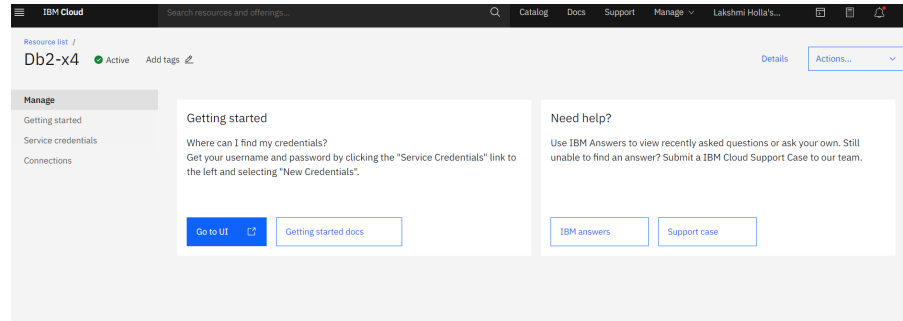 IBM Cloud
Search resources and offerings...
Catalog
Docs
Support
Manage
Lakshmi Holla's...
Resource list /
Db2-x4
Active
Add tags
Details
Actions...
Manage
Getting started
Service credentials
Connections
Getting started
Where can I find my credentials?
Get your username and password by clicking the "Service Credentials" link to
the left and selecting "New Credentials".
Go to UI
Getting started docs
Need help?
Use IBM Answers to view recently asked questions or ask your own. Still
unable to find an answer? Submit a IBM Cloud Support Case to our team.
IBM answers
Support case